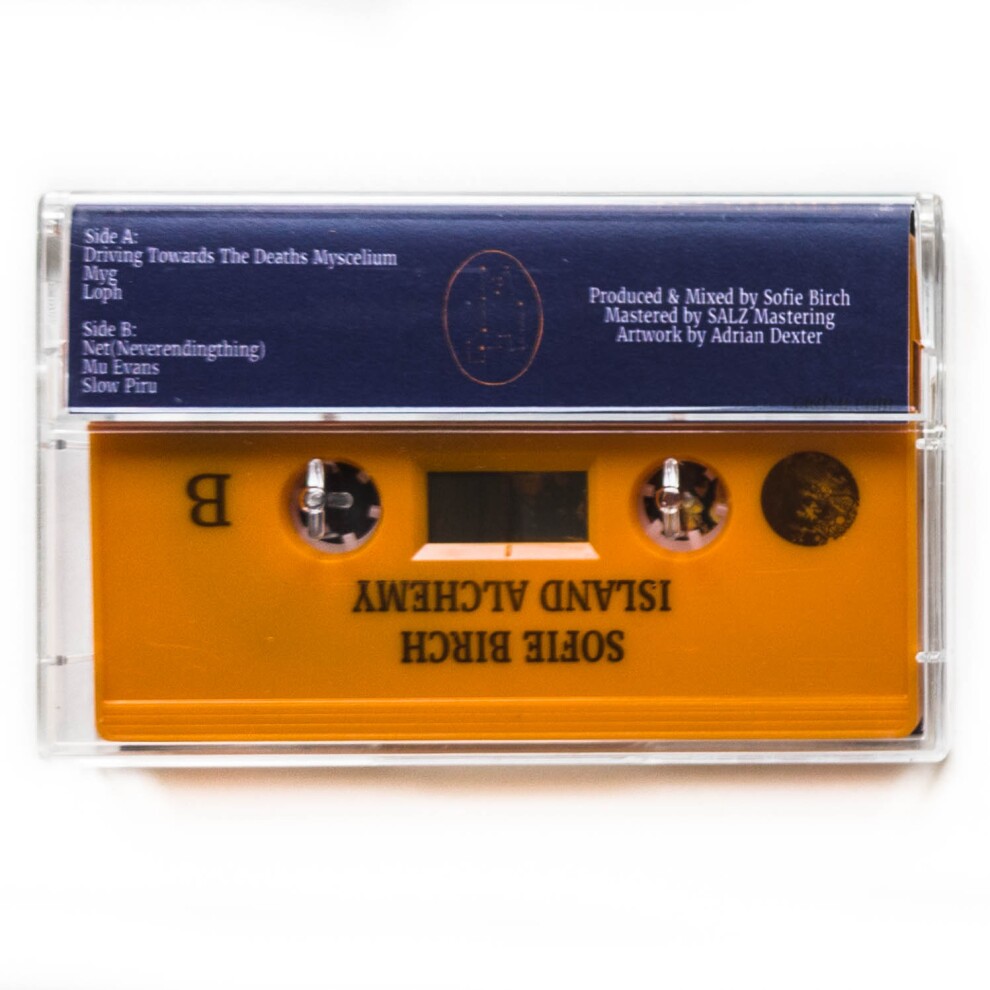 Side A:
Driving Towards The Deaths Myscelium
Myg
Loph
Side B:
Net(Neverendingthing)
Mu Evans
Slow Piru
Produced & Mixed by Sofie Birch
Mastered by SALZ Mastering
Artwork by Adrian Dexter
B
SOFIE BIRCH
ISLAND ALCHEMY